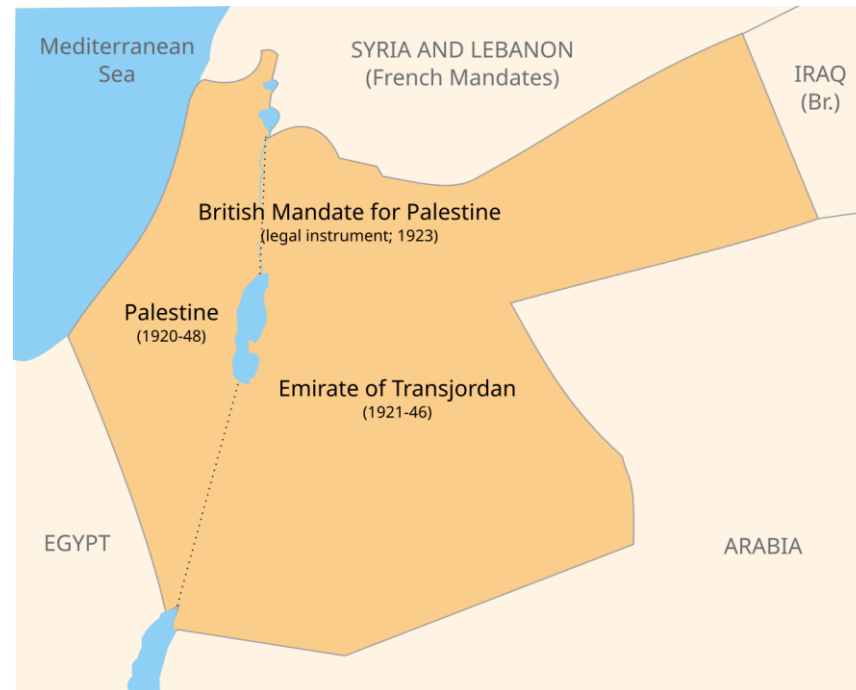 Mediterranean
Sea
SYRIA AND LEBANON
(French Mandates)
IRAQ
(Br.)
British Mandate for Palestine
(legal instrument; 1923)
Palestine
(1920-48)
Emirate of Transjordan
(1921-46)
EGYPT
ARABIA